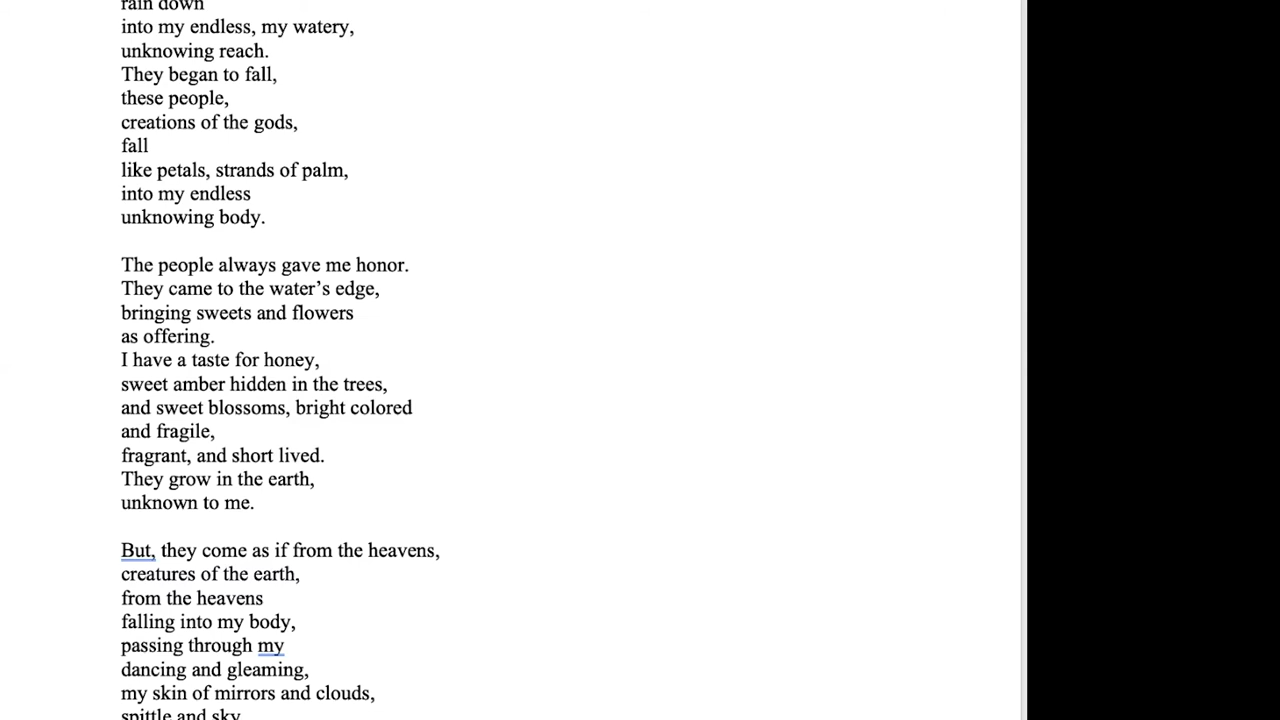 rain down
into my endless, my watery,
unknowing reach.
They began to fall,
these people,
creations of the gods,
fall
like petals, strands of palm,
into my endless
unknowing body.

The people always gave me honor.
They came to the water’s edge,
bringing sweets and flowers
as offering.
I have a taste for honey,
sweet amber hidden in the trees,
and sweet blossoms, bright colored
and fragile,
fragrant, and short lived.
They grow in the earth,
unknown to me.

But, they come as if from the heavens,
creatures of the earth,
from the heavens
falling into my body,
passing through my
dancing and gleaming,
my skin of mirrors and clouds,
spittle and sky